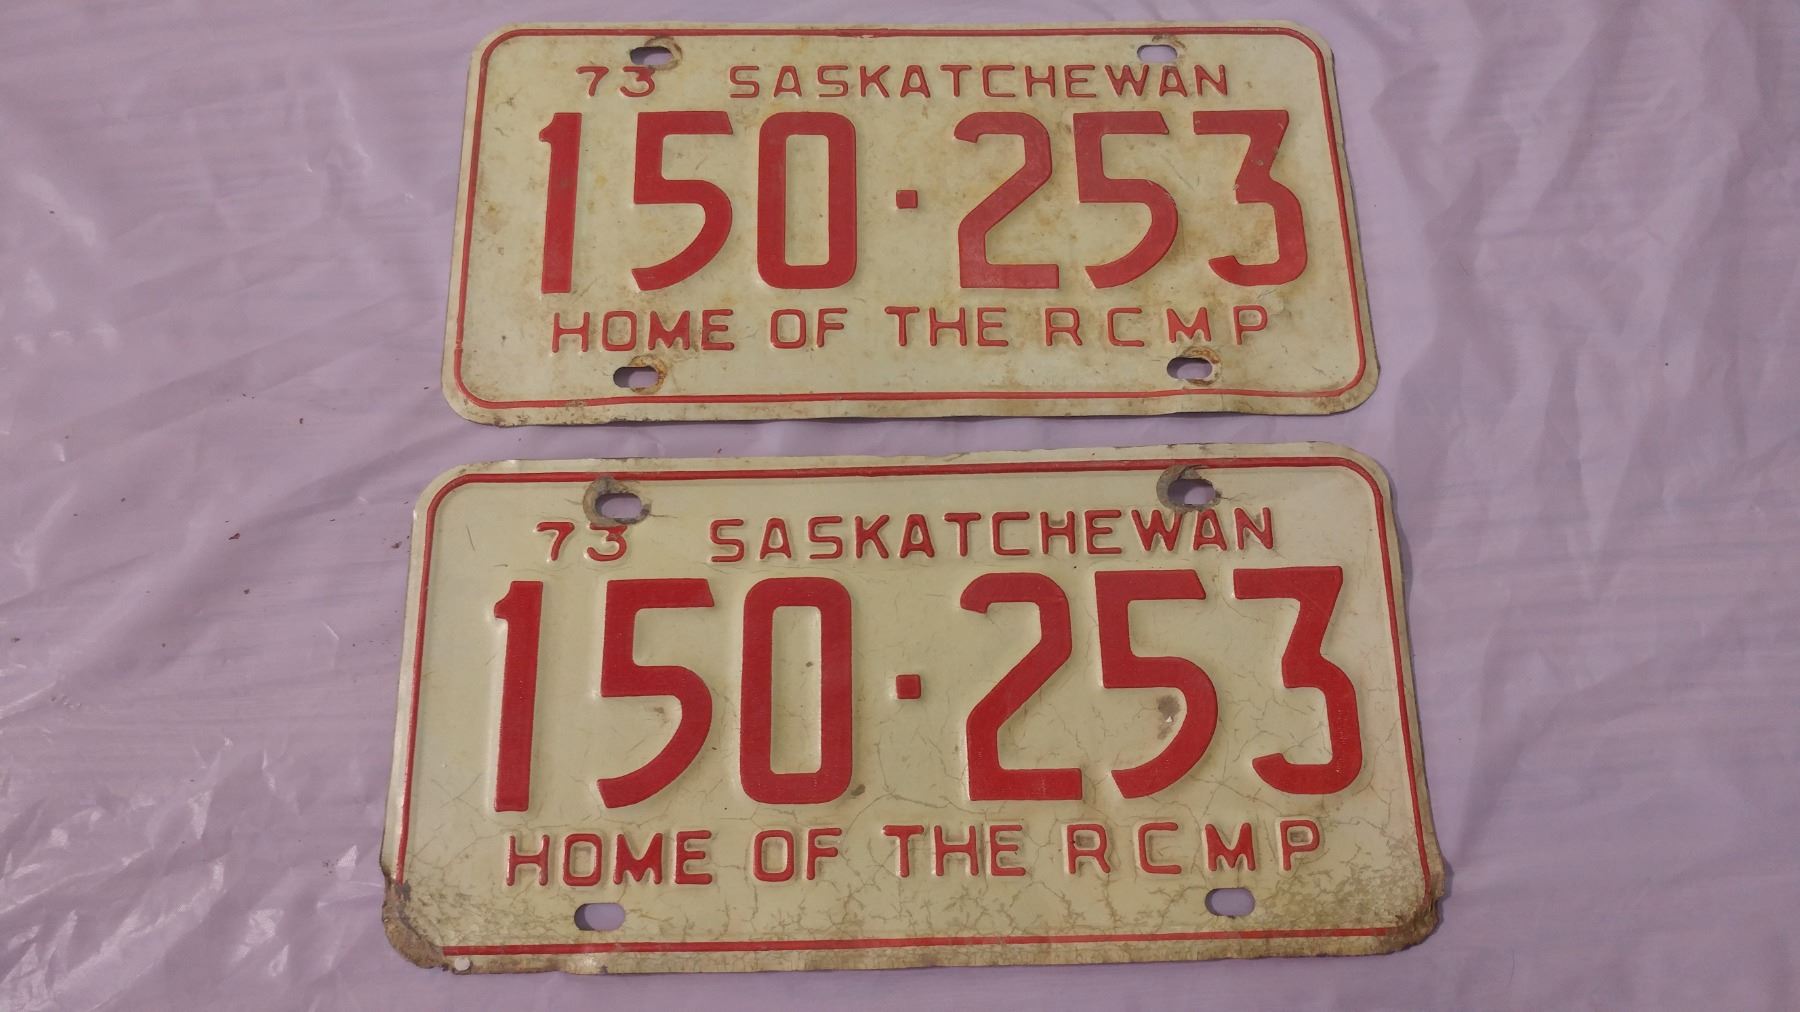 73 SASKATCHEWAN
150·253
HOME OF THE RCMP
73 SASKATCHEWAN
150·253
HOME OF THE RCMP